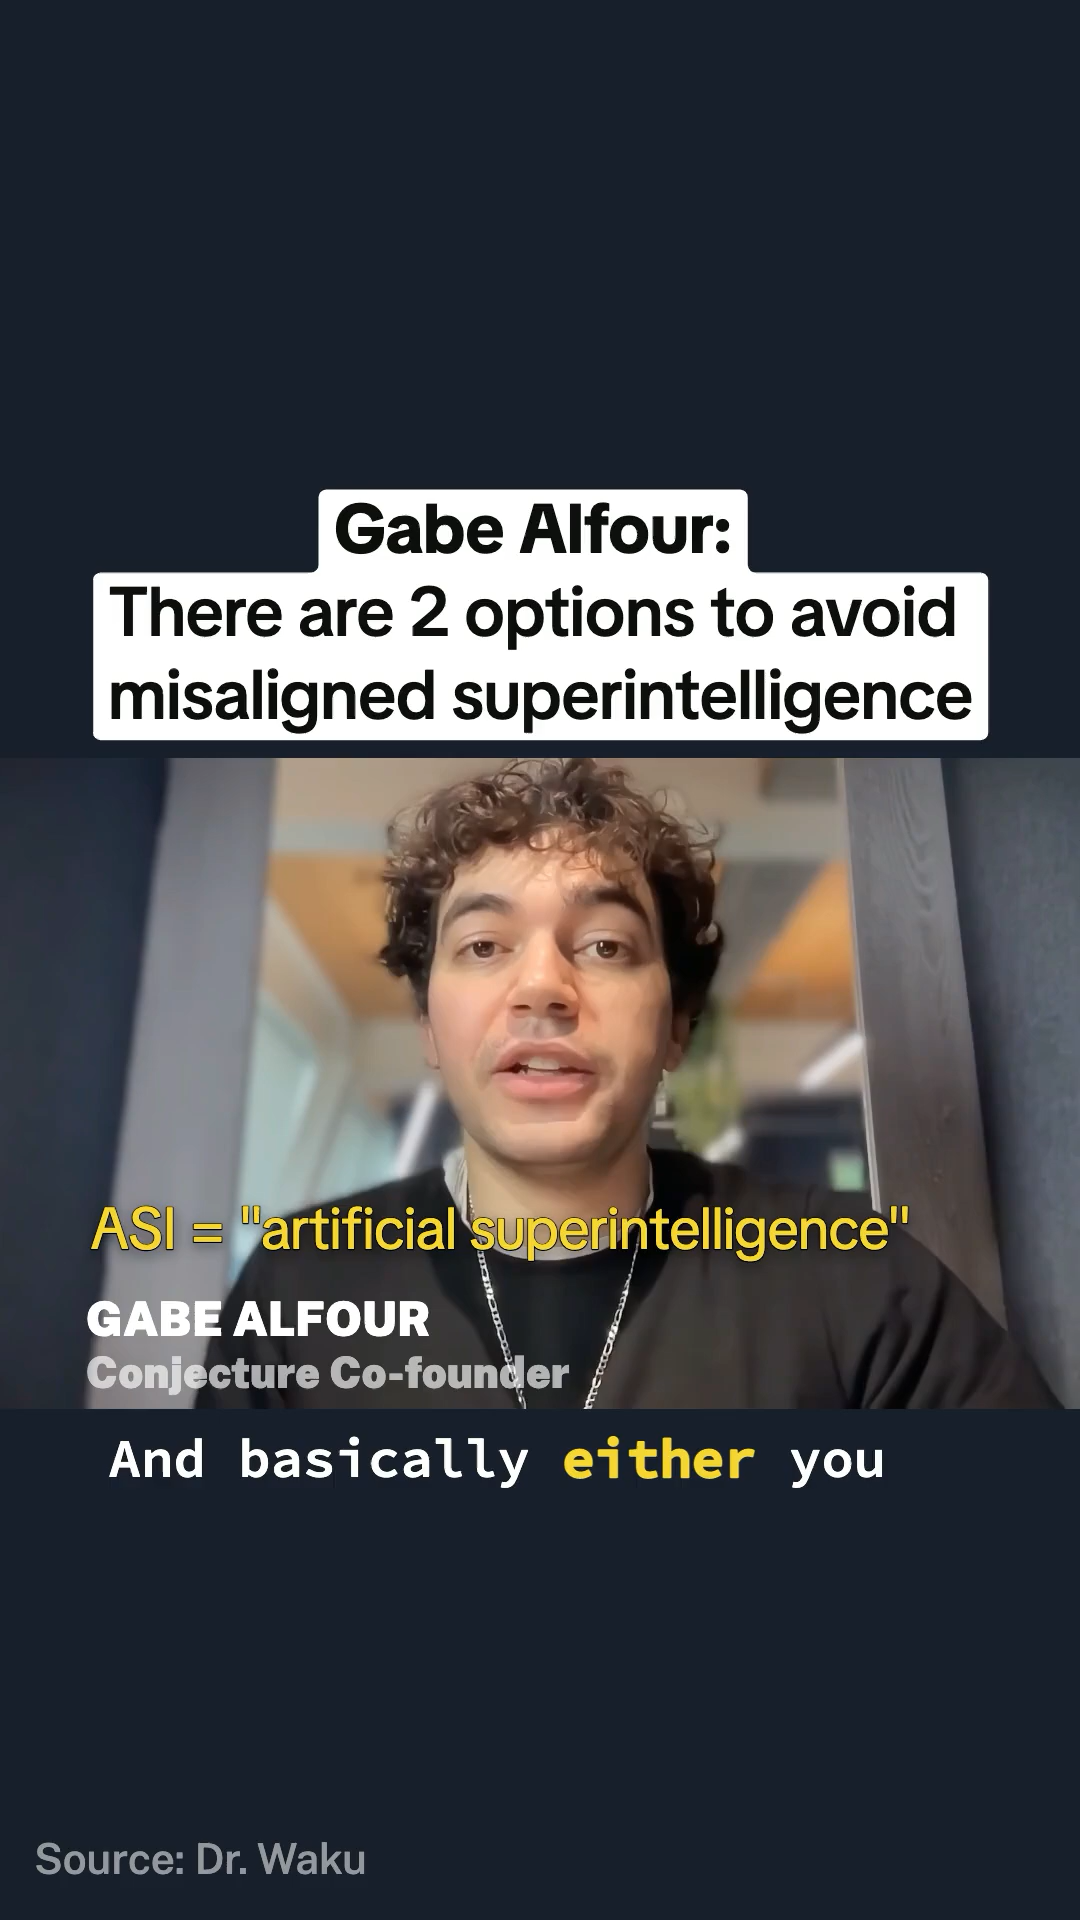 Gabe Alfour:
There are 2 options to avoid
misaligned superintelligence
ASI = "artificial superintelligence"
GABE ALFOUR
Conjecture Co-founder
And basically either you
Source: Dr. Waku